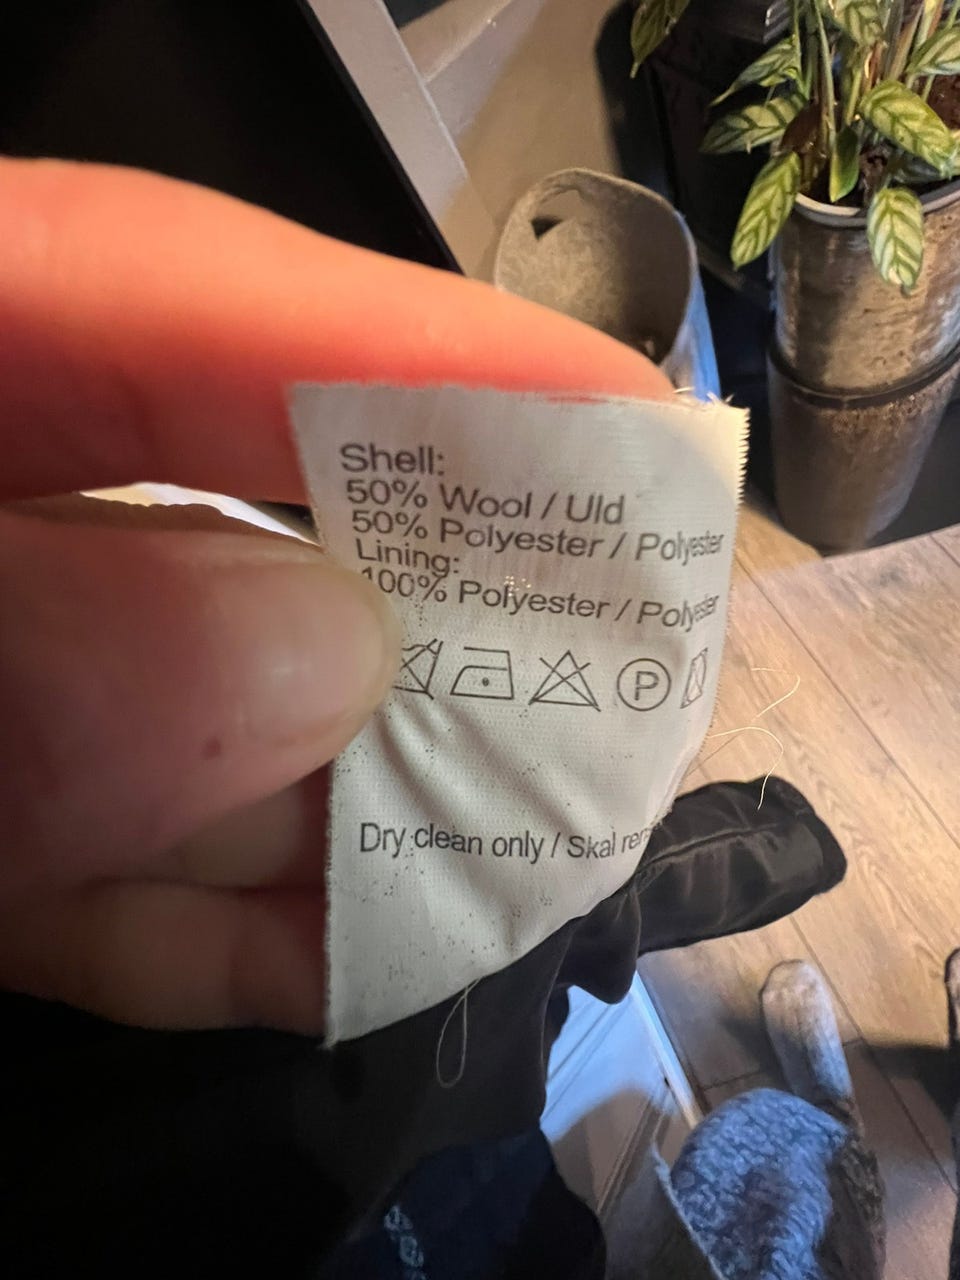 Shell:
50% Wool / Uld
50% Polyester / Polyester
Lining:
100% Polyester / Polyester
P
Dry clean only / Skal